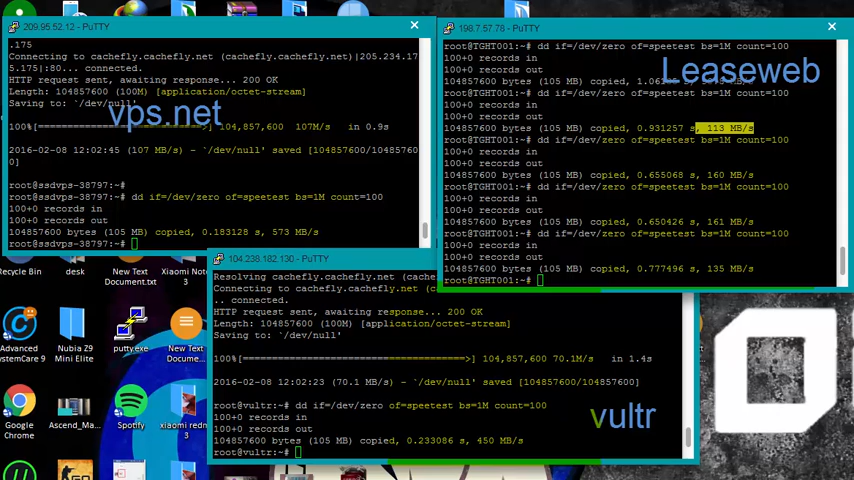 209.95.52.12 - PuTTY
.175
Connecting to cachefly.cachefly.net (cachefly.cachefly.net)|205.234.17
5.175|:80... connected.
HTTP request sent, awaiting response... 200 OK
Length: 104857600 (100M) [application/octet-stream]
Saving to: `/dev/null'
vps.net
100%[===================>] 104,857,600 107M/s in 0.9s
2016-02-08 12:02:45 (107 MB/s) - `/dev/null' saved [104857600/10485760
0]
root@ssdvps-38797:~#
root@ssdvps-38797:~# dd if=/dev/zero of=speetest bs=1M count=100
100+0 records in
100+0 records out
104857600 bytes (105 MB) copied, 0.183128 s, 573 MB/s
root@ssdvps-38797:~#
198.7.57.78 - PuTTY
root@TGHT001:~# dd if=/dev/zero of=speetest bs=1M count=100
100+0 records in
100+0 records out
Leaseweb
104857600 bytes (105 MB) copied,
root@TGHT001:~# dd if=/dev/zero of=speetest bs=1M count=100
100+0 records in
100+0 records out
104857600 bytes (105 MB) copied, 0.931257 s, 113 MB/s
root@TGHT001:~# dd if=/dev/zero of=speetest bs=1M count=100
100+0 records in
100+0 records out
104857600 bytes (105 MB) copied, 0.655068 s, 160 MB/s
root@TGHT001:~# dd if=/dev/zero of=speetest bs=1M count=100
100+0 records in
100+0 records out
104857600 bytes (105 MB) copied, 0.650426 s, 161 MB/s
root@TGHT001:~# dd if=/dev/zero of=speetest bs=1M count=100
100+0 records in
100+0 records out
104857600 bytes (105 MB) copied, 0.777496 s, 135 MB/s
root@TGHT001:~#
104.238.182.130 - PuTTY
Resolving cachefly.cachefly.net (cachefly.cachefly.net)...
Connecting to cachefly.cachefly.net (
.. connected.
HTTP request sent, awaiting response... 200 OK
Length: 104857600 (100M) [application/octet-stream]
Saving to: `/dev/null'
100%[======================================>] 104,857,600 70.1M/s in 1.4s
2016-02-08 12:02:23 (70.1 MB/s) - `/dev/null' saved [104857600/104857600]
root@vultr:~# dd if=/dev/zero of=speetest bs=1M count=100
100+0 records in
100+0 records out
vultr
104857600 bytes (105 MB) copied, 0.233086 s, 450 MB/s
root@vultr:~#
Recycle Bin
desk
New Text
Document.txt
Xiaomi Note
3
Advanced
SystemCare 9
Nubia Z9
Mini Elite
putty.exe
New Text
Docume...
Google
Chrome
Ascend_Ma...
Spotify
xiaomi redm...
3